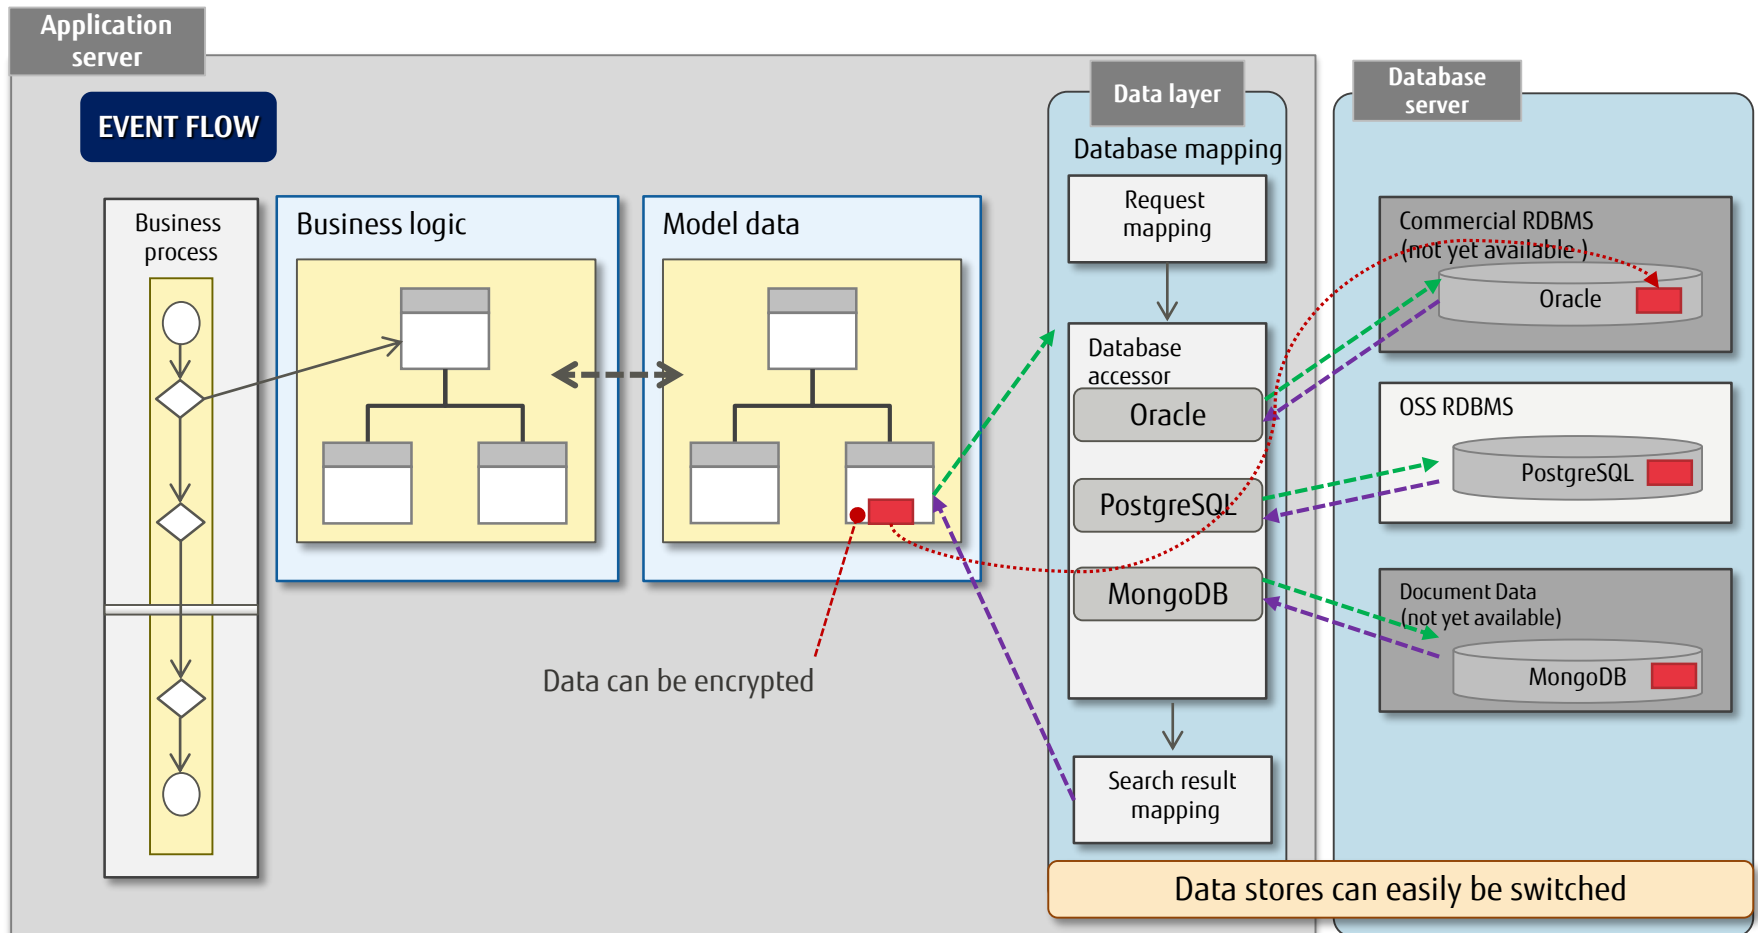 Application
server
EVENT FLOW
Business
process
Business logic
Model data
Data can be encrypted
Data layer
Database mapping
Request
mapping
Database
accessor
Oracle
PostgreSQL
MongoDB
Search result
mapping
Database
server
Commercial RDBMS
(not yet available )
Oracle
OSS RDBMS
PostgreSQL
Document Data
(not yet available)
MongoDB
Data stores can easily be switched